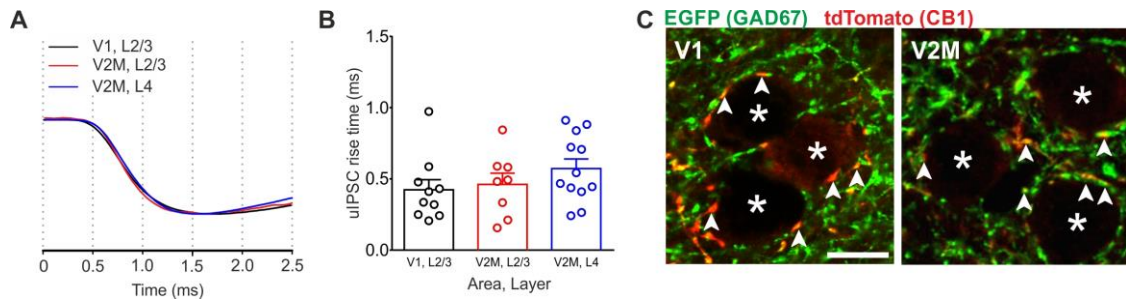 A
V1, L2/3
V2M, L2/3
V2M, L4
0 0.5 1.0 1.5 2.0 2.5
Time (ms)
B
uIPSC rise time (ms)
1.5
1.0
0.5
0.0
V1, L2/3 V2M, L2/3 V2M, L4
Area, Layer
C EGFP (GAD67) tdTomato (CB1)
V1 V2M
* * * * * *